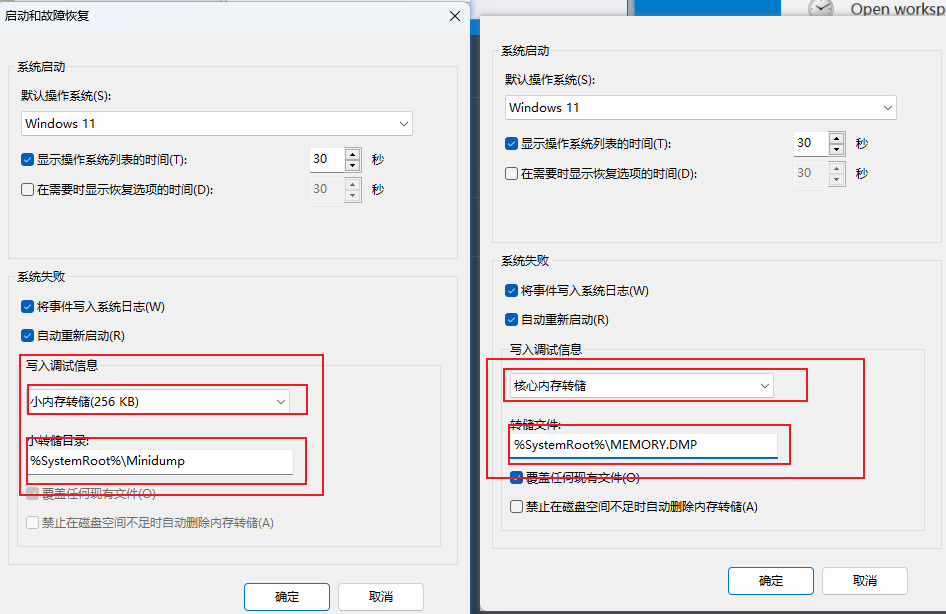 启动和故障恢复
系统启动
默认操作系统(S):
Windows 11
显示操作系统列表的时间(T):
30
秒
在需要时显示恢复选项的时间(D):
30
秒
系统失败
将事件写入系统日志(W)
自动重新启动(R)
写入调试信息
小内存转储(256 KB)
小转储目录:
%SystemRoot%\Minidump
覆盖任何现有文件(O)
禁止在磁盘空间不足时自动删除内存转储(A)
确定
取消
Open worksp
系统启动
默认操作系统(S):
Windows 11
显示操作系统列表的时间(T):
30
秒
在需要时显示恢复选项的时间(D):
30
秒
系统失败
将事件写入系统日志(W)
自动重新启动(R)
写入调试信息
核心内存转储
转储文件:
%SystemRoot%\MEMORY.DMP
覆盖任何现有文件(O)
禁止在磁盘空间不足时自动删除内存转储(A)
确定
取消